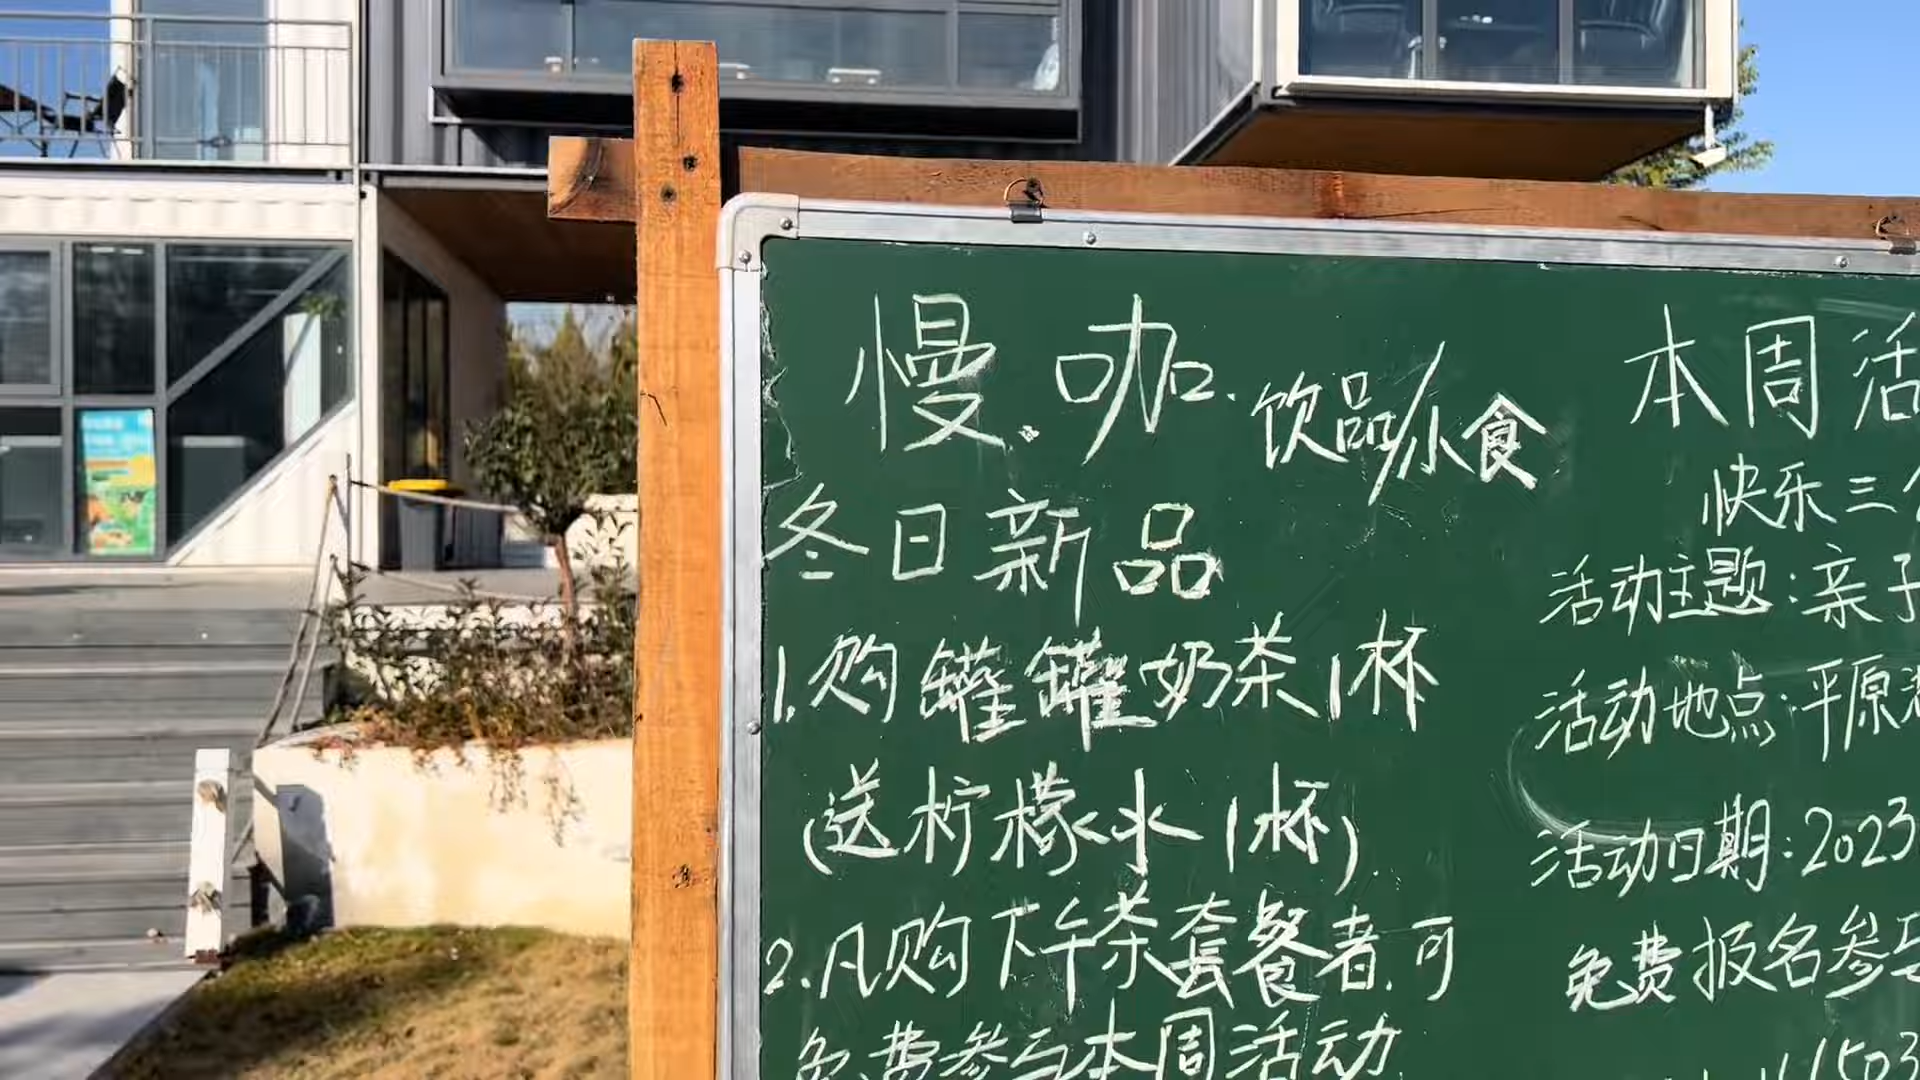 慢.咖.饮品/小食
冬日新品
1.购罐罐奶茶1杯
(送柠檬水1杯).
2.凡购下午茶套餐者.可
免费参与本周活动
本周活
快乐三
活动主题:亲子
活动地点:平原
活动日期:2023
免费报名参与